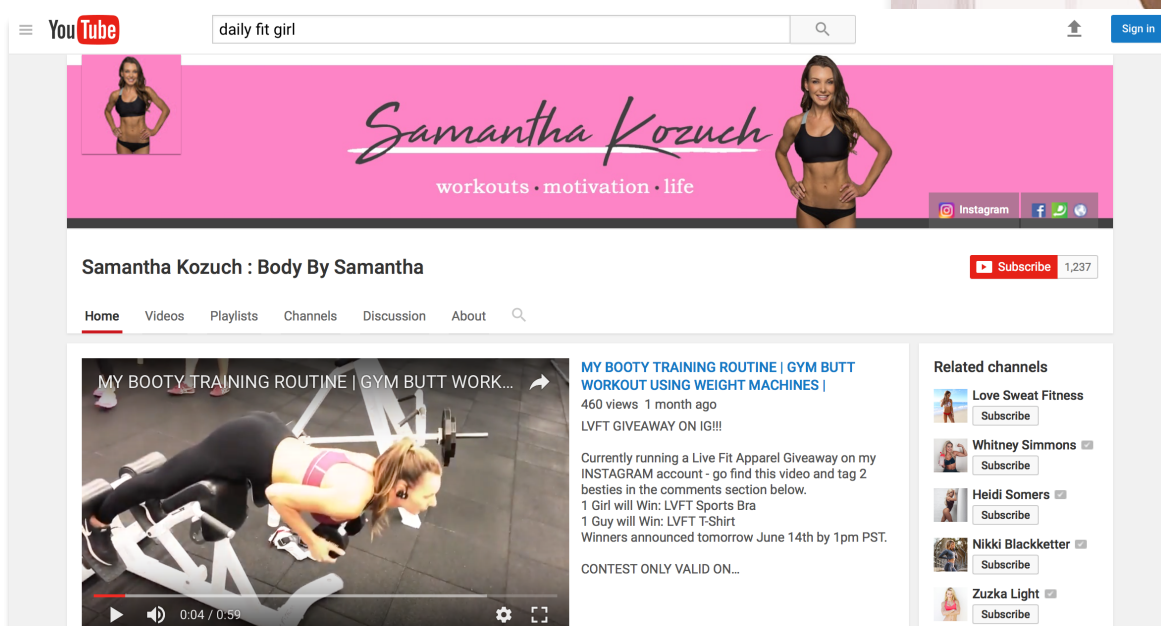 YouTube
daily fit girl
Sign in
Samantha Kozuch
workouts · motivation · life
Instagram
Samantha Kozuch : Body By Samantha
Subscribe 1,237
Home Videos Playlists Channels Discussion About
MY BOOTY TRAINING ROUTINE | GYM BUTT WORK...
0:04 / 0:59
MY BOOTY TRAINING ROUTINE | GYM BUTT
WORKOUT USING WEIGHT MACHINES |
460 views 1 month ago
LVFT GIVEAWAY ON IG!!!
Currently running a Live Fit Apparel Giveaway on my
INSTAGRAM account - go find this video and tag 2
besties in the comments section below.
1 Girl will Win: LVFT Sports Bra
1 Guy will Win: LVFT T-Shirt
Winners announced tomorrow June 14th by 1pm PST.
CONTEST ONLY VALID ON...
Related channels
Love Sweat Fitness
Subscribe
Whitney Simmons
Subscribe
Heidi Somers
Subscribe
Nikki Blackketter
Subscribe
Zuzka Light
Subscribe